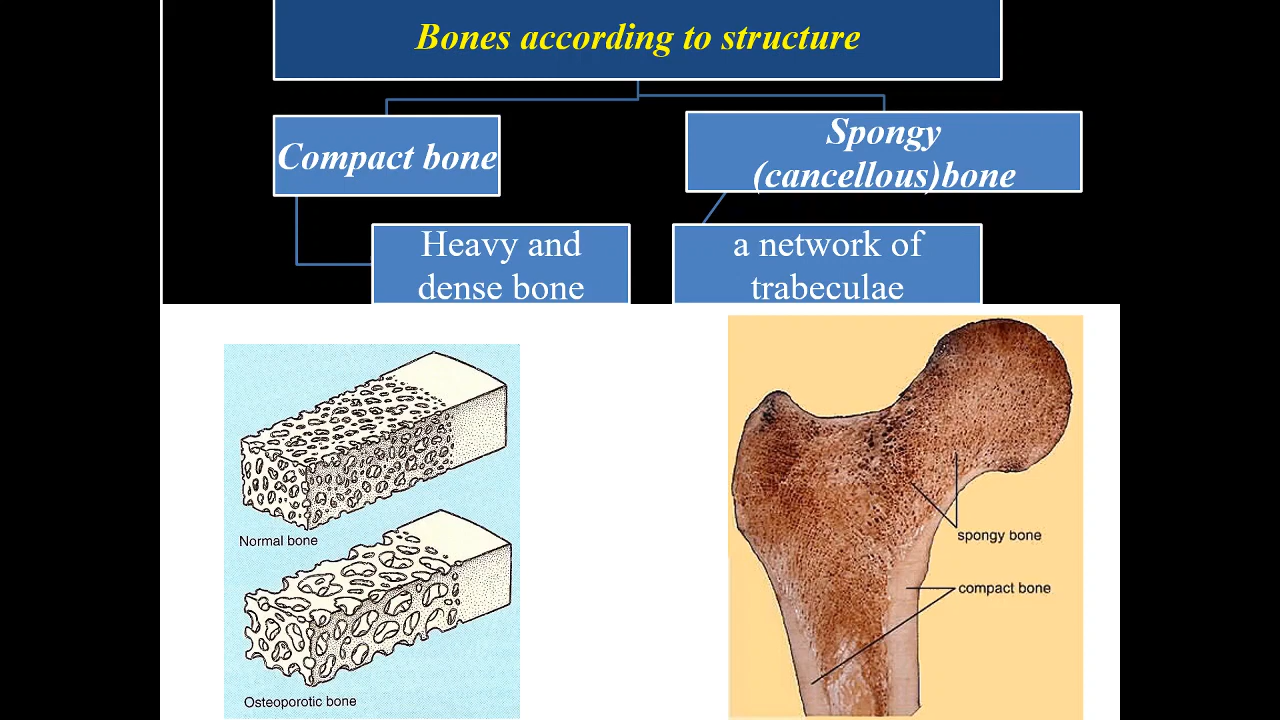 Bones according to structure
Compact bone
Spongy
(cancellous)bone
Heavy and
dense bone
a network of
trabeculae
Normal bone
Osteoporotic bone
spongy bone
compact bone